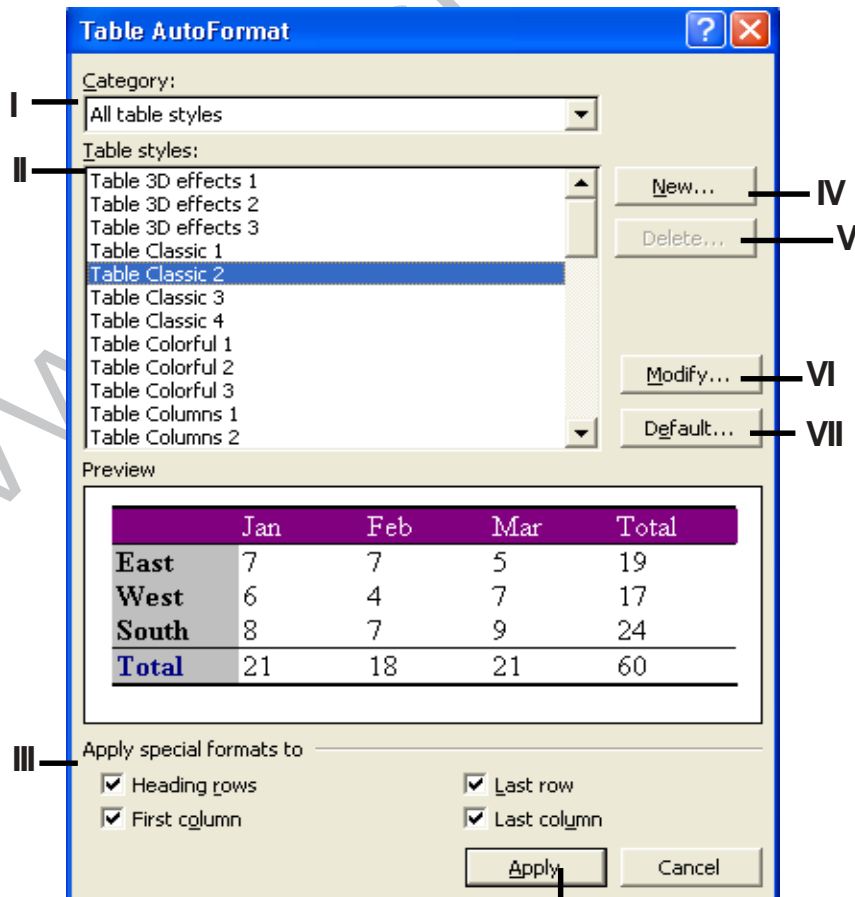 Table AutoFormat
Category:
I
All table styles
Table styles:
II
Table 3D effects 1
Table 3D effects 2
Table 3D effects 3
Table Classic 1
Table Classic 2
Table Classic 3
Table Classic 4
Table Colorful 1
Table Colorful 2
Table Colorful 3
Table Columns 1
Table Columns 2
New... IV
Delete... V
Modify... VI
Default... VII
Preview
Jan Feb Mar Total
East 7 7 5 19
West 6 4 7 17
South 8 7 9 24
Total 21 18 21 60
III Apply special formats to
Heading rows Last row
First column Last column
Apply Cancel